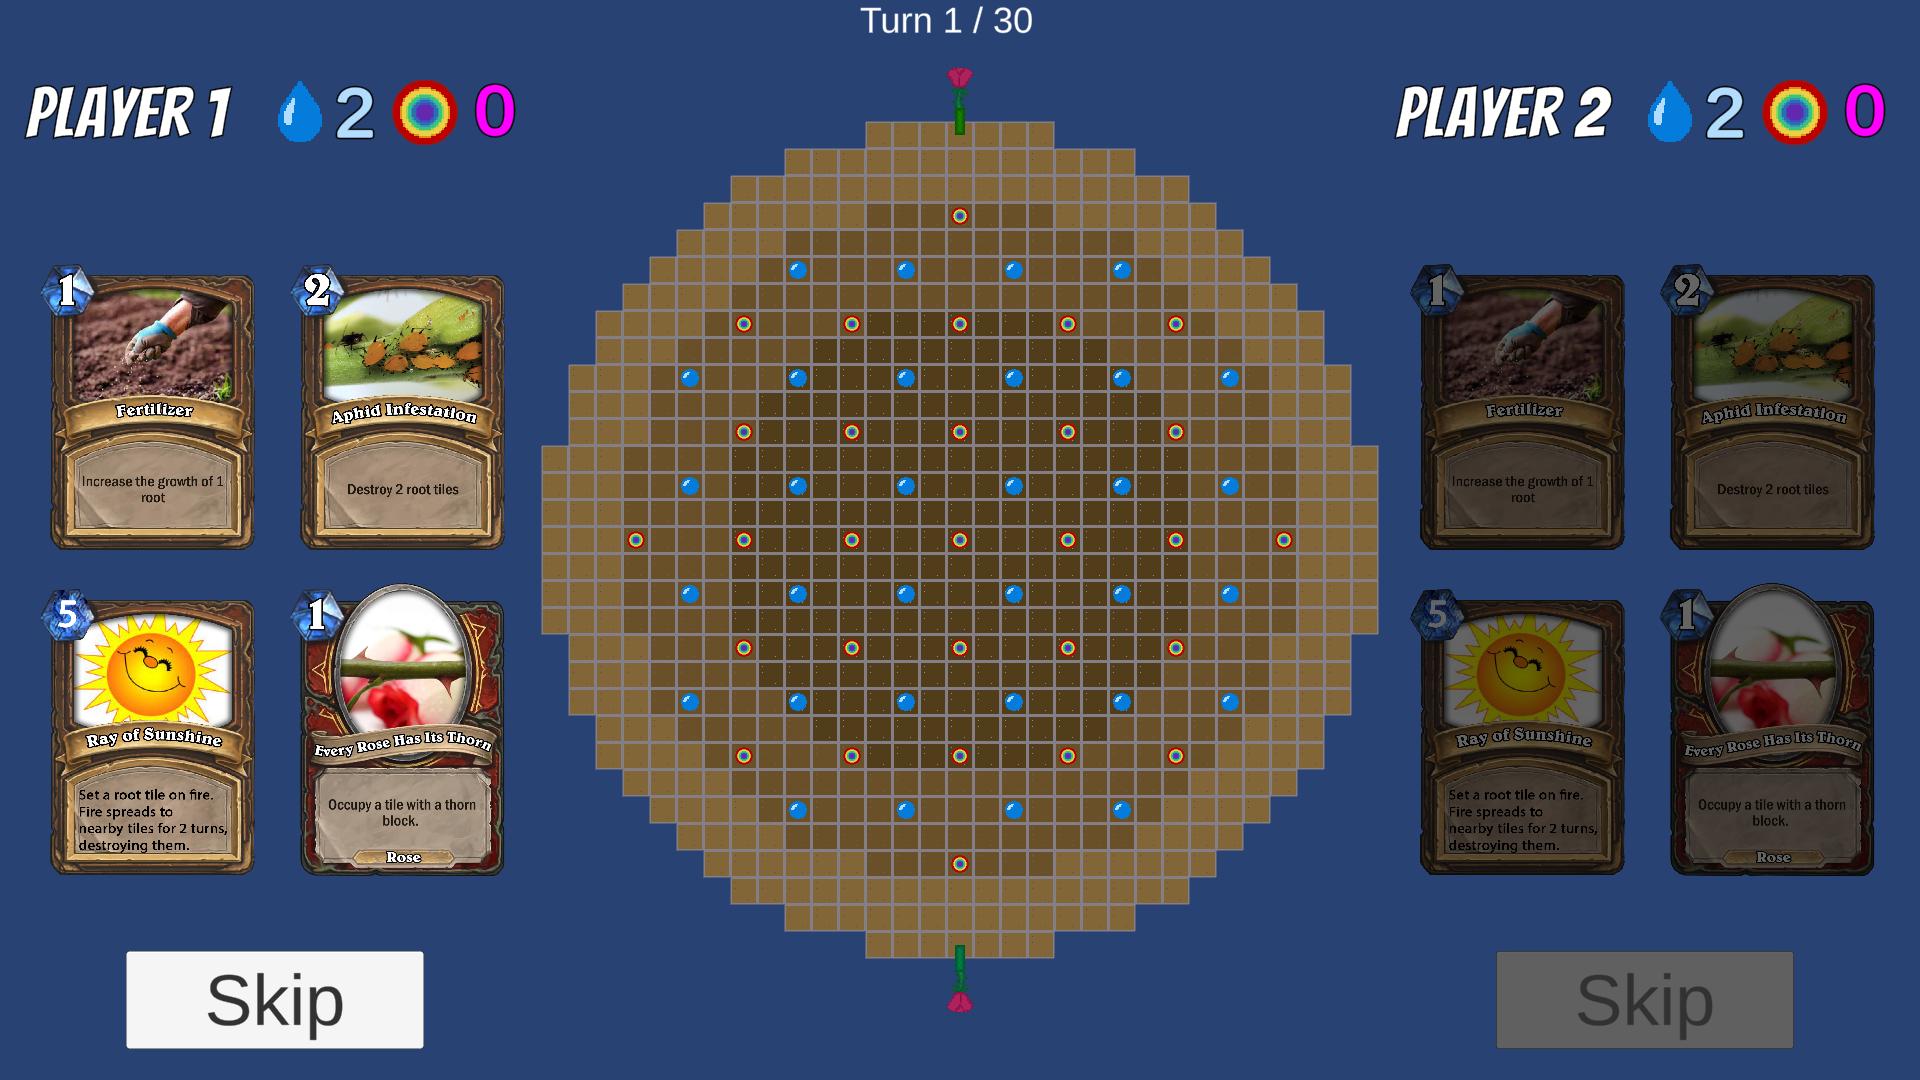 Turn 1 / 30
PLAYER 1
2
0
PLAYER 2
2
0
1
Fertilizer
Increase the growth of 1
root
2
Aphid Infestation
Destroy 2 root tiles
5
Ray of Sunshine
Set a root tile on fire.
Fire spreads to
nearby tiles for 2 turns,
destroying them.
1
Every Rose Has Its Thorn
Occupy a tile with a thorn
block.
Rose
Skip
1
Fertilizer
Increase the growth of 1
root
2
Aphid Infestation
Destroy 2 root tiles
5
Ray of Sunshine
Set a root tile on fire.
Fire spreads to
nearby tiles for 2 turns,
destroying them.
1
Every Rose Has Its Thorn
Occupy a tile with a thorn
block.
Rose
Skip